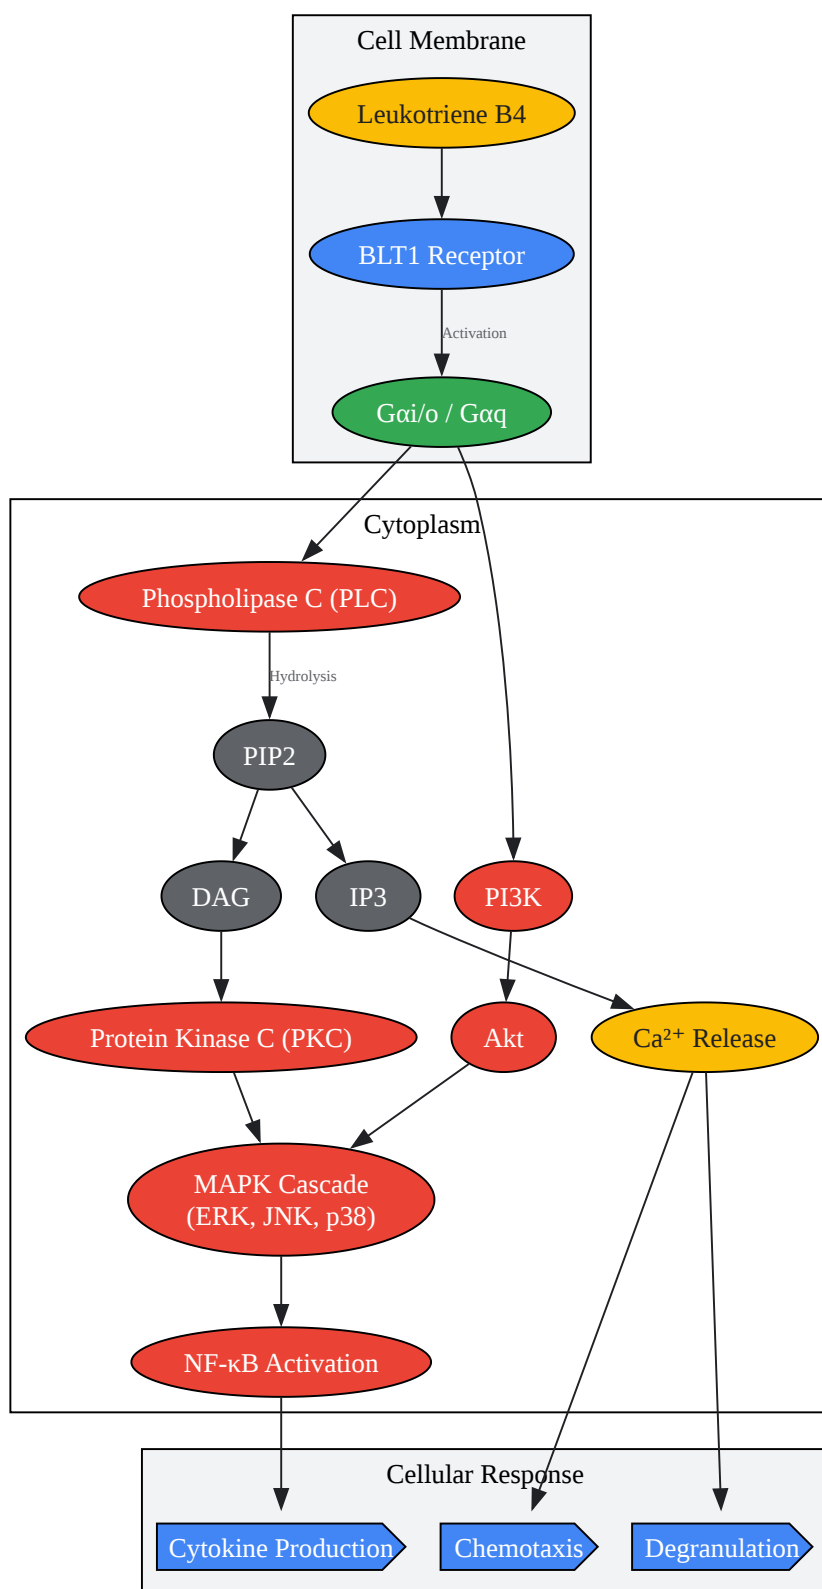 Cell Membrane
Leukotriene B4
BLT1 Receptor
Activation
Gαi/o / Gαq
Cytoplasm
Phospholipase C (PLC)
Hydrolysis
PIP2
DAG
IP3
PI3K
Protein Kinase C (PKC)
Akt
Ca²⁺ Release
MAPK Cascade
(ERK, JNK, p38)
NF-κB Activation
Cellular Response
Cytokine Production
Chemotaxis
Degranulation